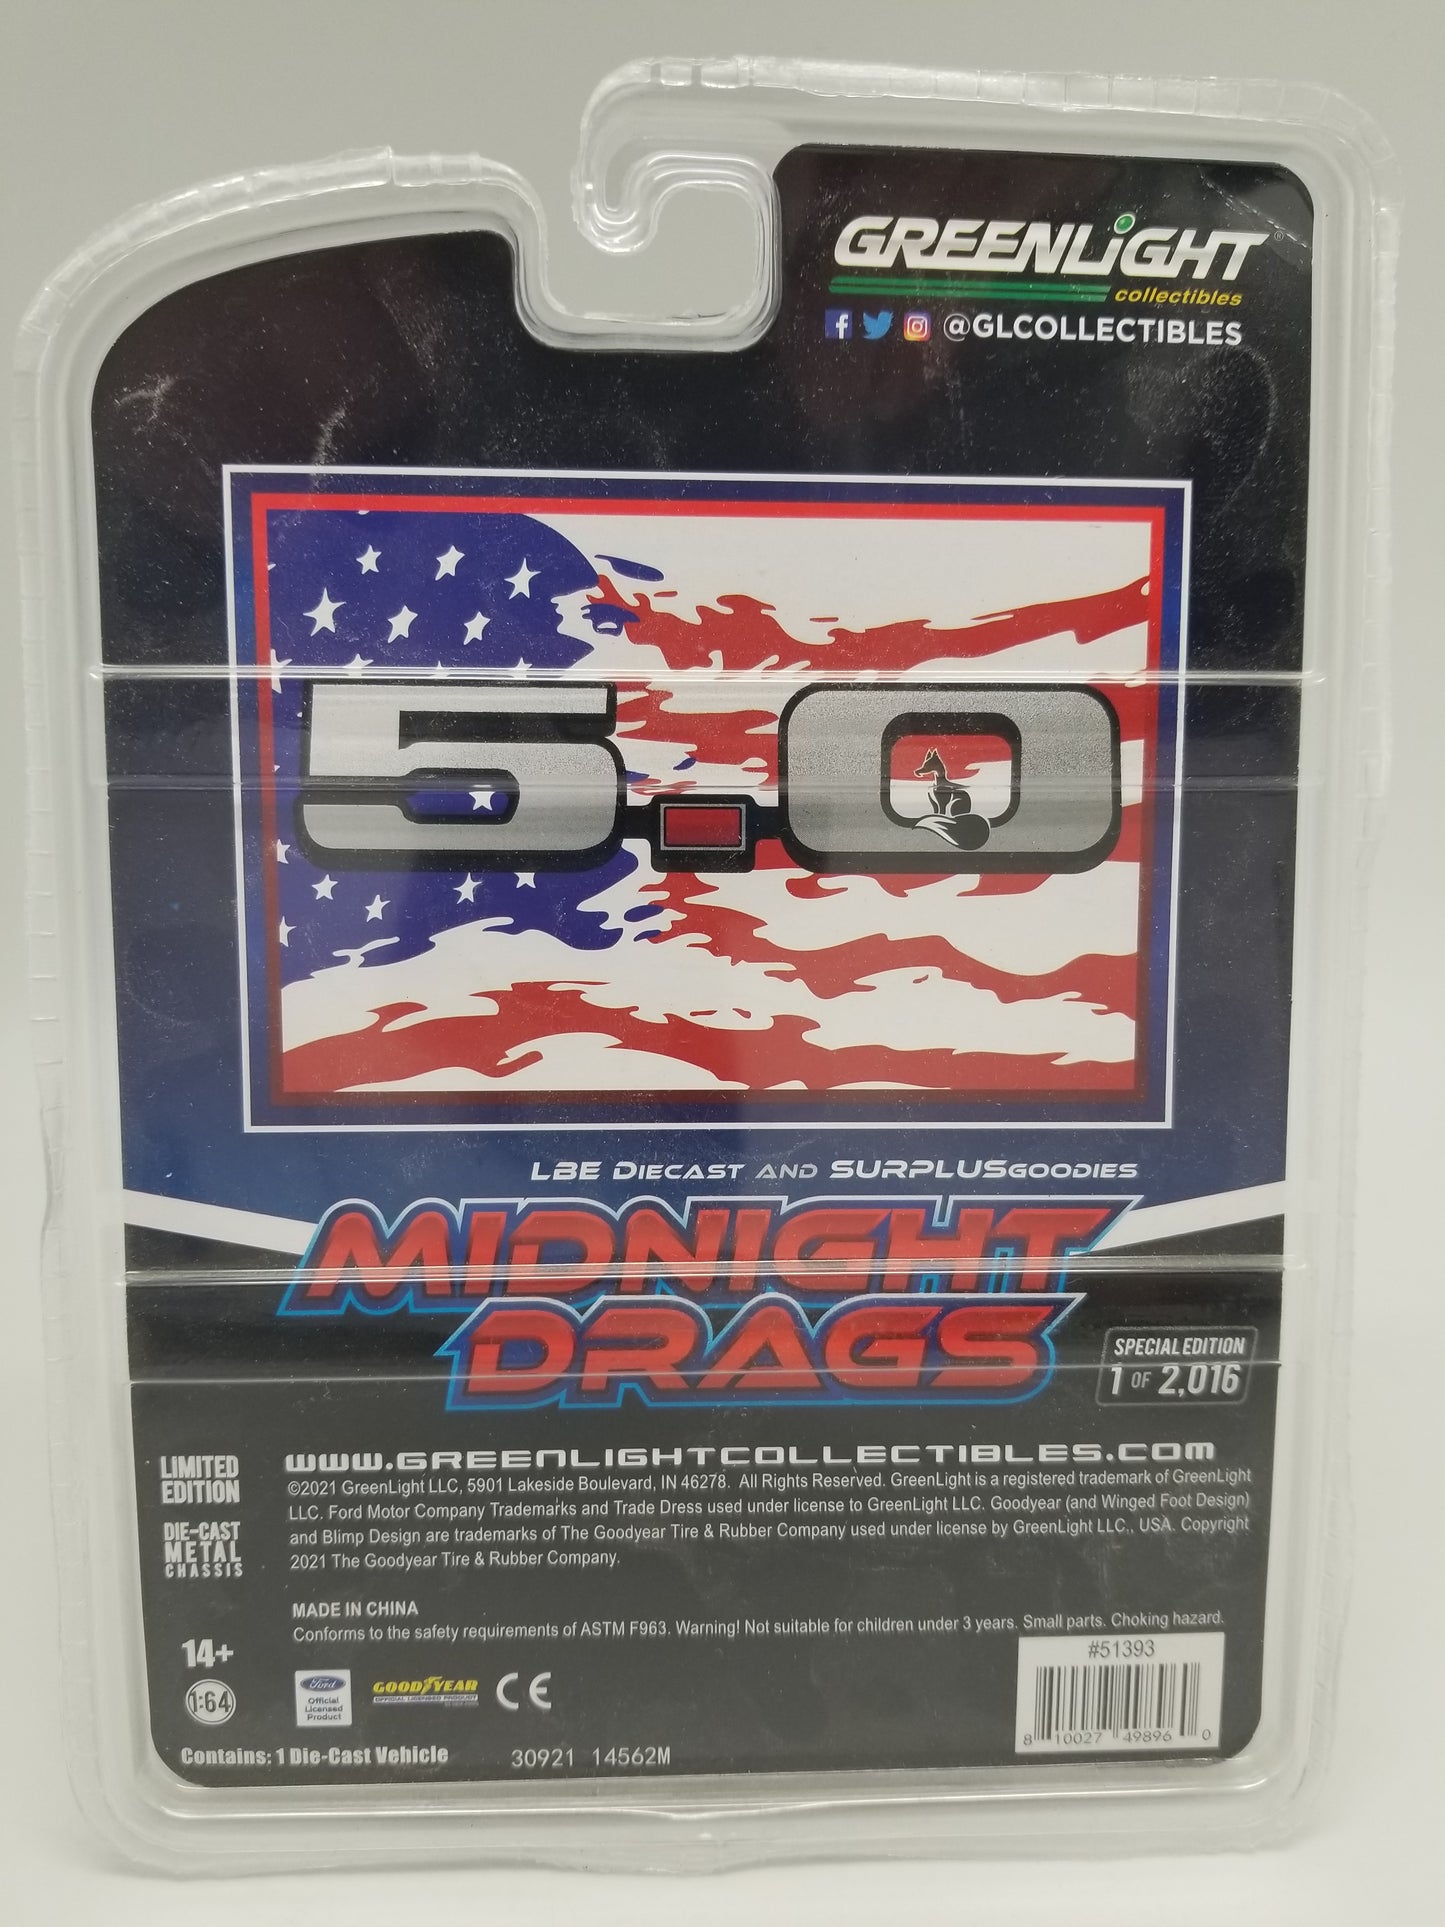 GREENLiGHT®
collectibles
@GLCOLLECTIBLES
5.0
LBE DIECAST AND SURPLUSGOODIES
MIDNIGHT
DRAGS
SPECIAL EDITION
1 OF 2,016
LIMITED
EDITION
DIE-CAST
METAL
CHASSIS
14+
1:64
Contains: 1 Die-Cast Vehicle
www.GREENLIGHTCOLLECTIBLES.com
©2021 GreenLight LLC, 5901 Lakeside Boulevard, IN 46278. All Rights Reserved. GreenLight is a registered trademark of GreenLight
LLC. Ford Motor Company Trademarks and Trade Dress used under license to GreenLight LLC. Goodyear (and Winged Foot Design)
and Blimp Design are trademarks of The Goodyear Tire & Rubber Company used under license by GreenLight LLC., USA. Copyright
2021 The Goodyear Tire & Rubber Company.
MADE IN CHINA
Conforms to the safety requirements of ASTM F963. Warning! Not suitable for children under 3 years. Small parts. Choking hazard.
Ford
Official
Licensed
Product
GOODYEAR
OFFICIAL LICENSED PRODUCT
CE
30921 14562M
#51393
8 10027 49896 0